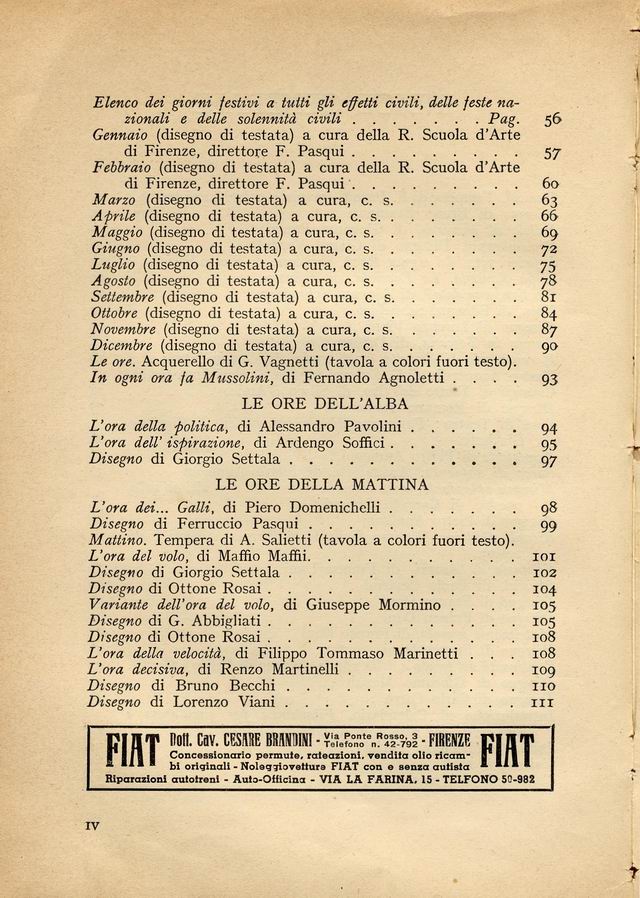 Elenco dei giorni festivi a tutti gli effetti civili, delle feste na-
zionali e delle solennità civili . . . . . . . Pag. 56
Gennaio (disegno di testata) a cura della R. Scuola d'Arte
di Firenze, direttore F. Pasqui . . . . . . . . . 57
Febbraio (disegno di testata) a cura della R. Scuola d'Arte
di Firenze, direttore F. Pasqui . . . . . . . . . 60
Marzo (disegno di testata) a cura, c. s. . . . . . . 63
Aprile (disegno di testata) a cura, c. s. . . . . . . 66
Maggio (disegno di testata) a cura, c. s. . . . . . . 69
Giugno (disegno di testata) a cura, c. s. . . . . . . 72
Luglio (disegno di testata) a cura, c. s. . . . . . . 75
Agosto (disegno di testata) a cura, c. s. . . . . . . 78
Settembre (disegno di testata) a cura, c. s. . . . . . 81
Ottobre (disegno di testata) a cura, c. s. . . . . . . 84
Novembre (disegno di testata) a cura, c. s. . . . . . 87
Dicembre (disegno di testata) a cura, c. s. . . . . . 90
Le ore. Acquerello di G. Vagnetti (tavola a colori fuori testo).
In ogni ora fa Mussolini, di Fernando Agnoletti . . . . 93
LE ORE DELL'ALBA
L'ora della politica, di Alessandro Pavolini . . . . . . 94
L'ora dell' ispirazione, di Ardengo Soffici . . . . . . 95
Disegno di Giorgio Settala . . . . . . . . . . . 97
LE ORE DELLA MATTINA
L'ora dei... Galli, di Piero Domenichelli . . . . . . . 98
Disegno di Ferruccio Pasqui . . . . . . . . . . 99
Mattino. Tempera di A. Salietti (tavola a colori fuori testo).
L'ora del volo, di Maffio Maffii. . . . . . . . . . 101
Disegno di Giorgio Settala . . . . . . . . . . . 102
Disegno di Ottone Rosai . . . . . . . . . . . . 104
Variante dell'ora del volo, di Giuseppe Mormino . . . . 105
Disegno di G. Abbigliati . . . . . . . . . . . . 105
Disegno di Ottone Rosai . . . . . . . . . . . . 108
L'ora della velocità, di Filippo Tommaso Marinetti . . . 108
L'ora decisiva, di Renzo Martinelli . . . . . . . . 109
Disegno di Bruno Becchi . . . . . . . . . . . 110
Disegno di Lorenzo Viani . . . . . . . . . . . 111
FIAT Dott. Cav. CESARE BRANDINI - Via Ponte Rosso, 3 Telefono n. 42-792 - FIRENZE FIAT
Concessionario permute, rateazioni, vendita olio ricam-
bi originali - Noleggiovetture FIAT con e senza autista
Riparazioni autotreni - Auto-Officina - VIA LA FARINA, 15 - TELFONO 50-982
IV